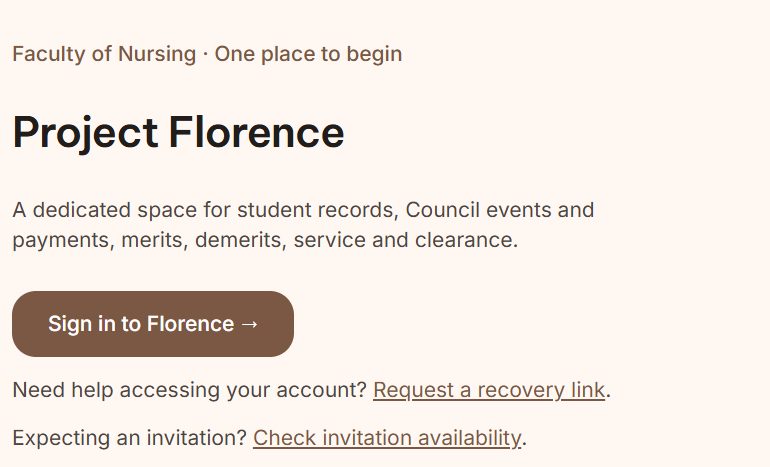 Faculty of Nursing · One place to begin
Project Florence
A dedicated space for student records, Council events and
payments, merits, demerits, service and clearance.
Sign in to Florence →
Need help accessing your account? Request a recovery link.
Expecting an invitation? Check invitation availability.